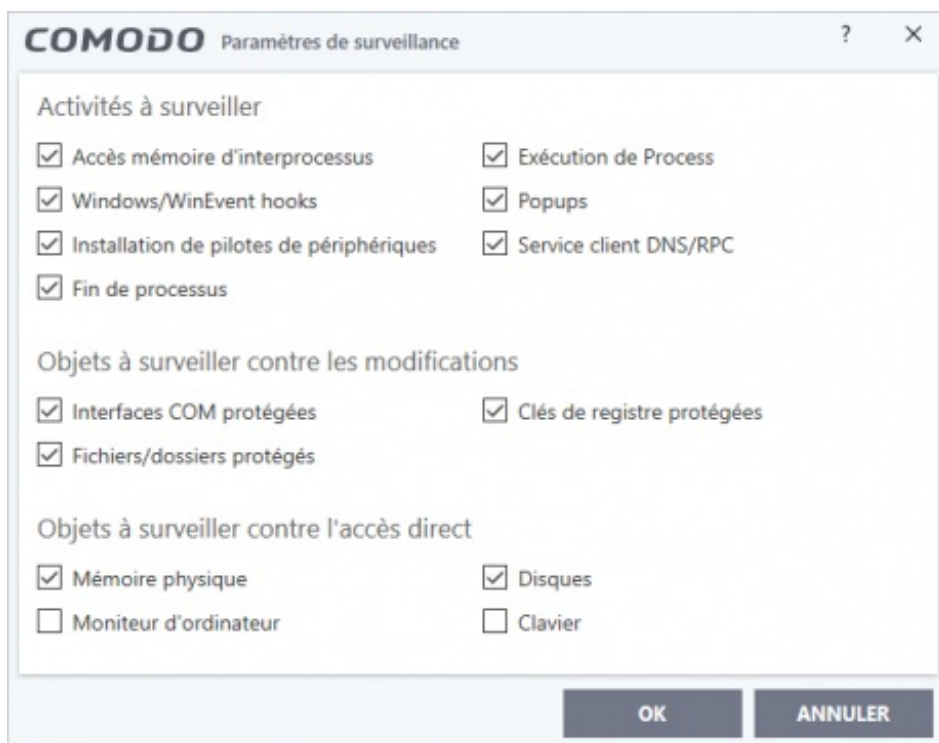 COMODO Paramètres de surveillance ?
Activités à surveiller
Accès mémoire d'interprocessus Exécution de Process
Windows/WinEvent hooks Popups
Installation de pilotes de périphériques Service client DNS/RPC
Fin de processus
Objets à surveiller contre les modifications
Interfaces COM protégées Clés de registre protégées
Fichiers/dossiers protégés
Objets à surveiller contre l'accès direct
Mémoire physique Disques
Moniteur d'ordinateur Clavier
OK ANNULER